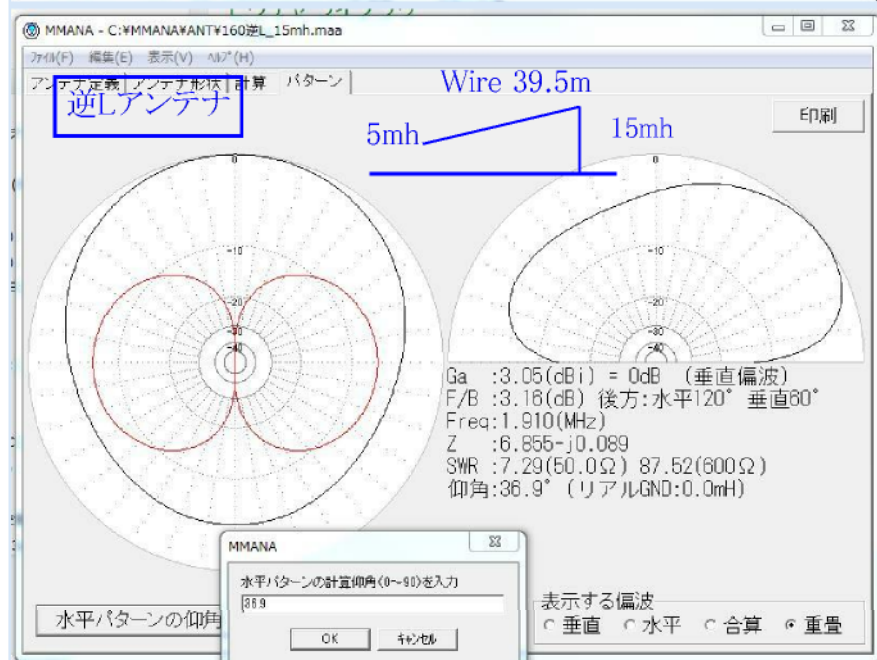 MMANA - C:¥MMANA¥ANT¥160逆L_15mh.maa
ファイル(F) 編集(E) 表示(V) ヘルプ(H)
アンテナ定義 アンテナ形状 計算 パターン
逆Lアンテナ
Wire 39.5m
5mh
15mh
印刷
0
-10
-20
-30
-40
0
-10
-20
-30
-40
Ga :3.05(dBi) = 0dB (垂直偏波)
F/B :3.16(dB) 後方:水平120° 垂直60°
Freq:1.910(MHz)
Z :6.855-j0.089
SWR :7.29(50.0Ω) 87.52(600Ω)
仰角:36.9° (リアルGND:0.0mH)
MMANA
水平パターンの計算仰角(0~90)を入力
36.9
OK キャンセル
水平パターンの仰角
表示する偏波
垂直 水平 合算 重畳